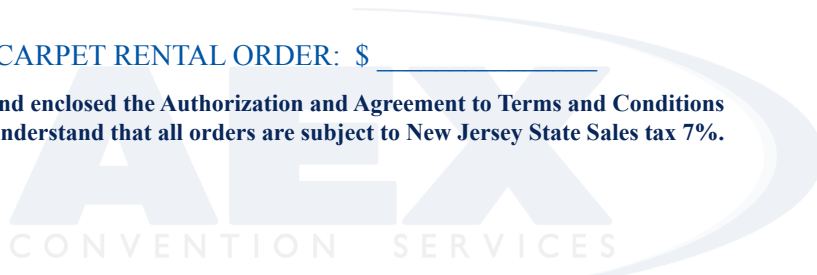 CARPET RENTAL ORDER: $ _______________
nd enclosed the Authorization and Agreement to Terms and Conditions
nderstand that all orders are subject to New Jersey State Sales tax 7%.
AEX
CONVENTION SERVICES